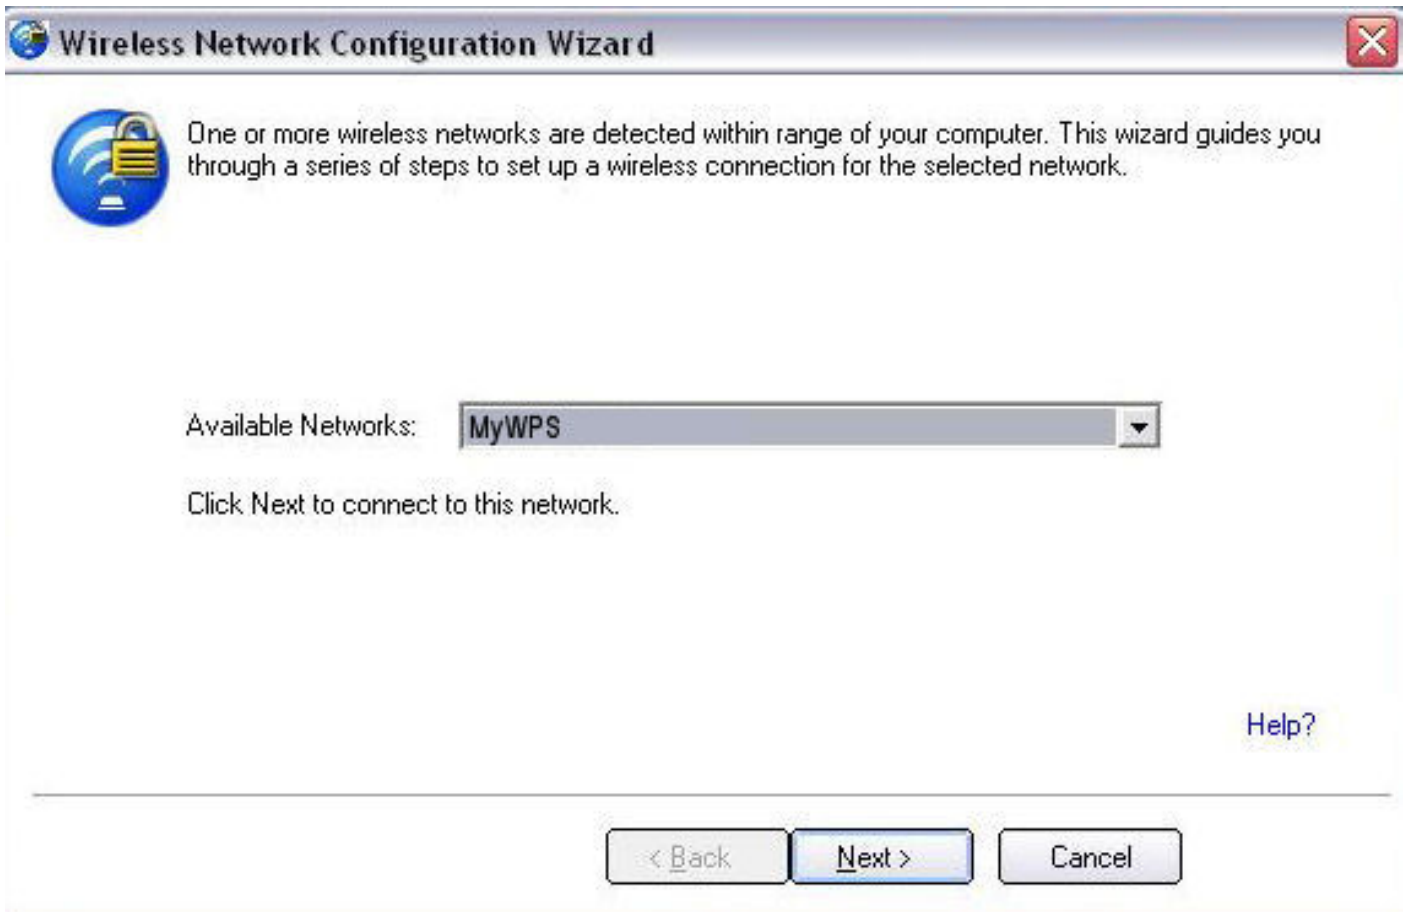 Wireless Network Configuration Wizard
One or more wireless networks are detected within range of your computer. This wizard guides you
through a series of steps to set up a wireless connection for the selected network.
Available Networks: MyWPS
Click Next to connect to this network.
Help?
< Back Next > Cancel